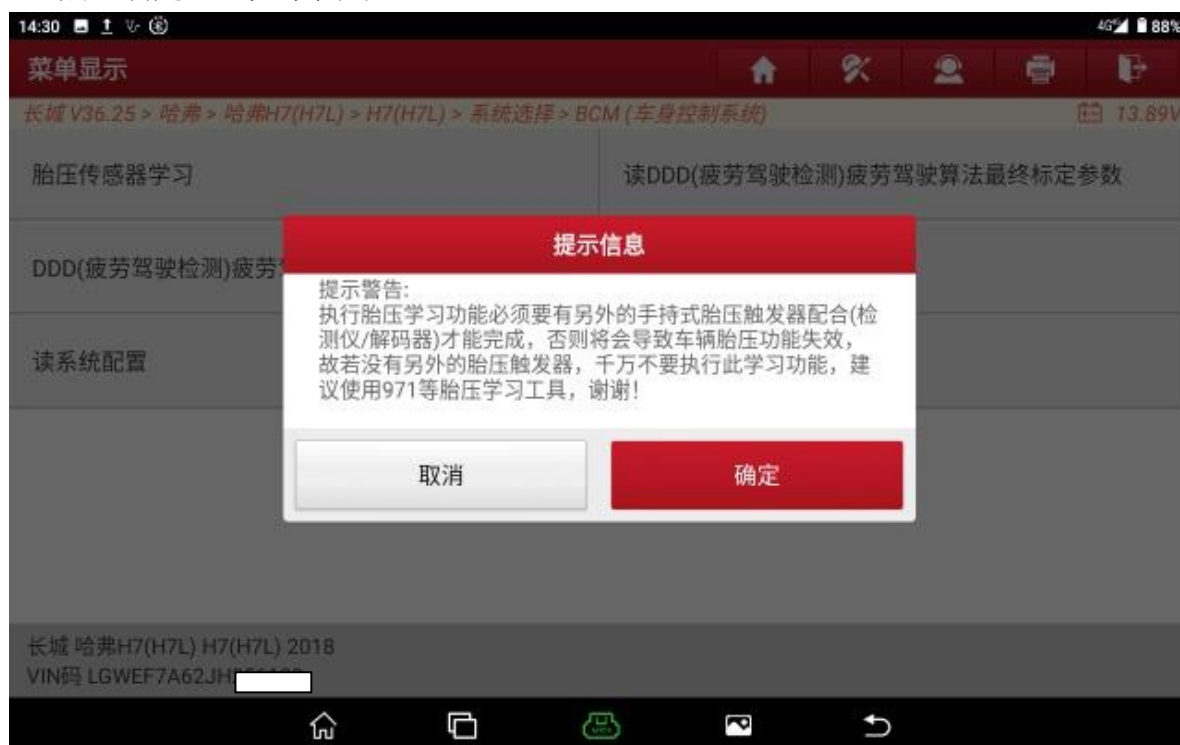 14:30
4G
88%
菜单显示
长城 V36.25 > 哈弗 > 哈弗H7(H7L) > H7(H7L) > 系统选择 > BCM (车身控制系统)
13.89V
胎压传感器学习
读DDD(疲劳驾驶检测)疲劳驾驶算法最终标定参数
DDD(疲劳驾驶检测)疲劳
读系统配置
提示信息
提示警告:
执行胎压学习功能必须要有另外的手持式胎压触发器配合(检
测仪/解码器)才能完成，否则将会导致车辆胎压功能失效，
故若没有另外的胎压触发器，千万不要执行此学习功能，建
议使用971等胎压学习工具，谢谢！
取消
确定
长城 哈弗H7(H7L) H7(H7L) 2018
VIN码 LGWEF7A62JH